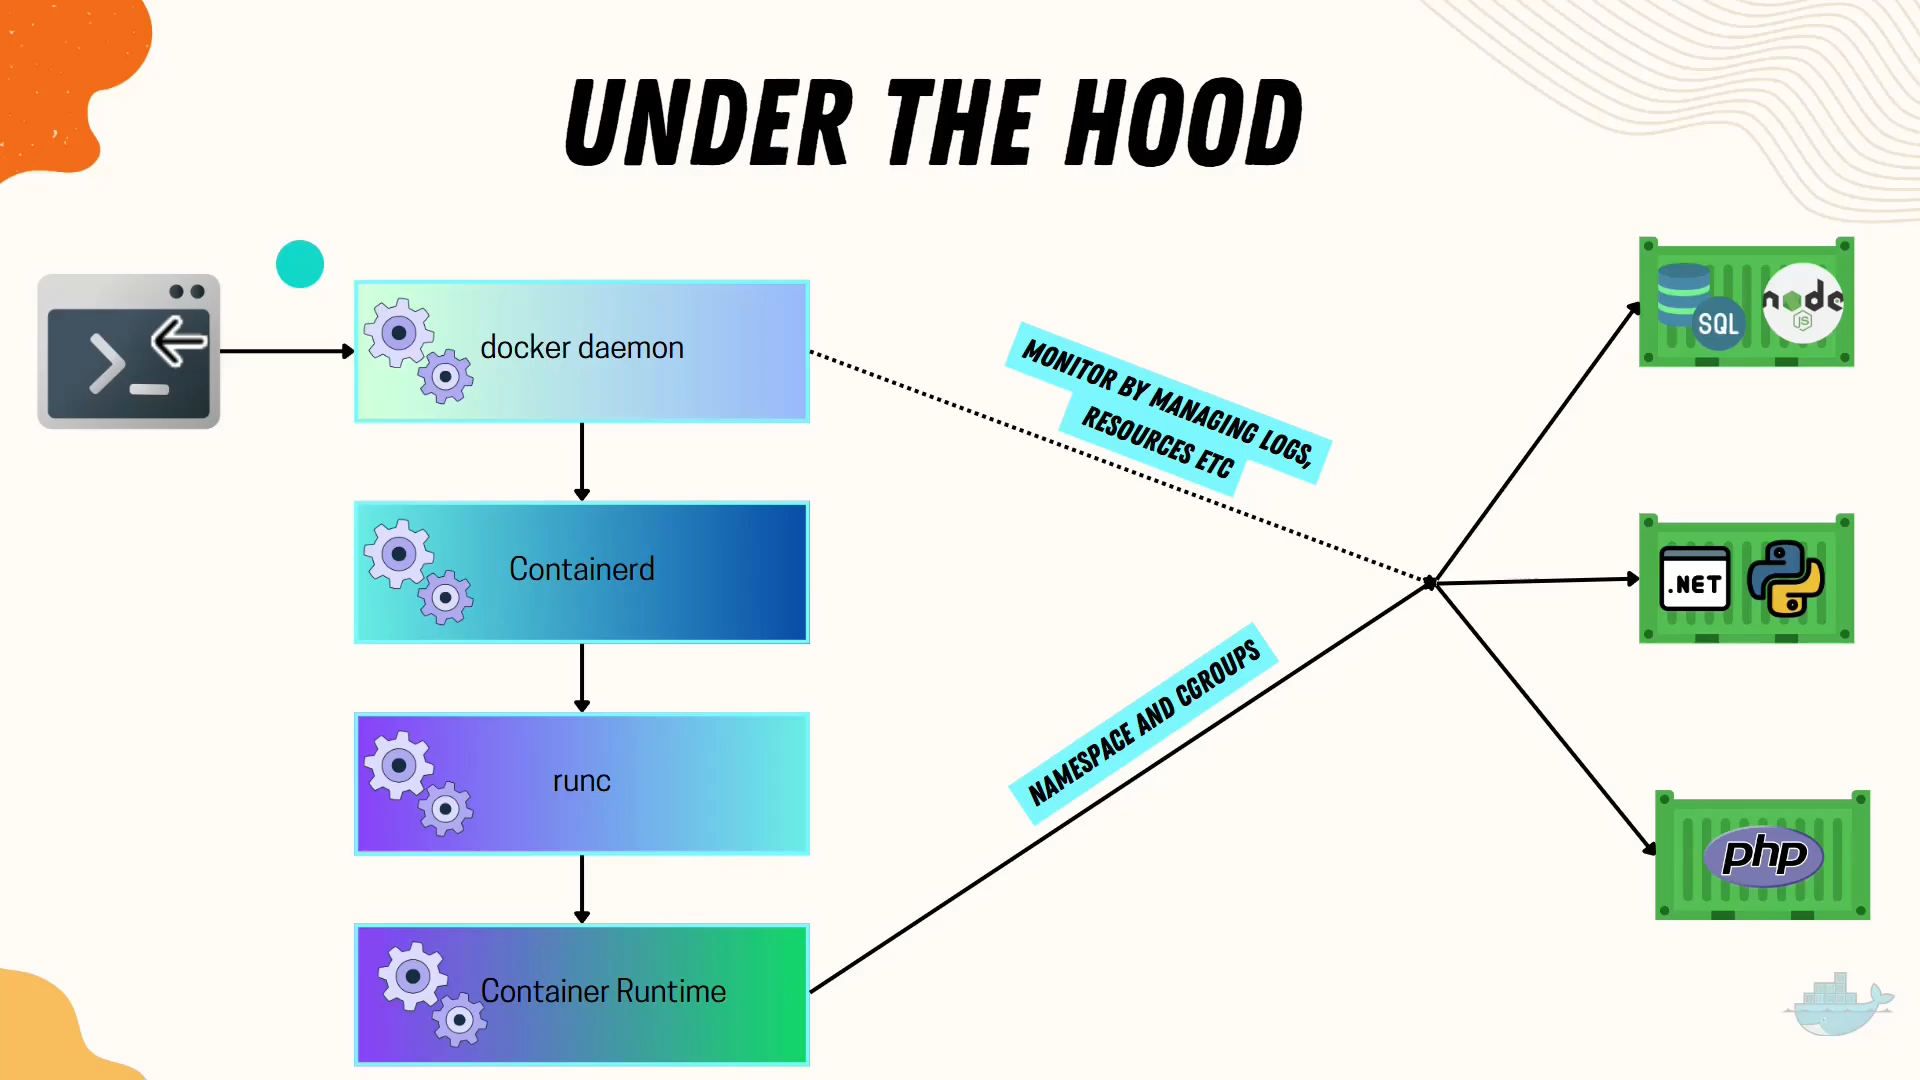 UNDER THE HOOD
docker daemon
Containerd
runc
Container Runtime
MONITOR BY MANAGING LOGS,
RESOURCES ETC
NAMESPACE AND CGROUPS
SQL
node
JS
.NET
php